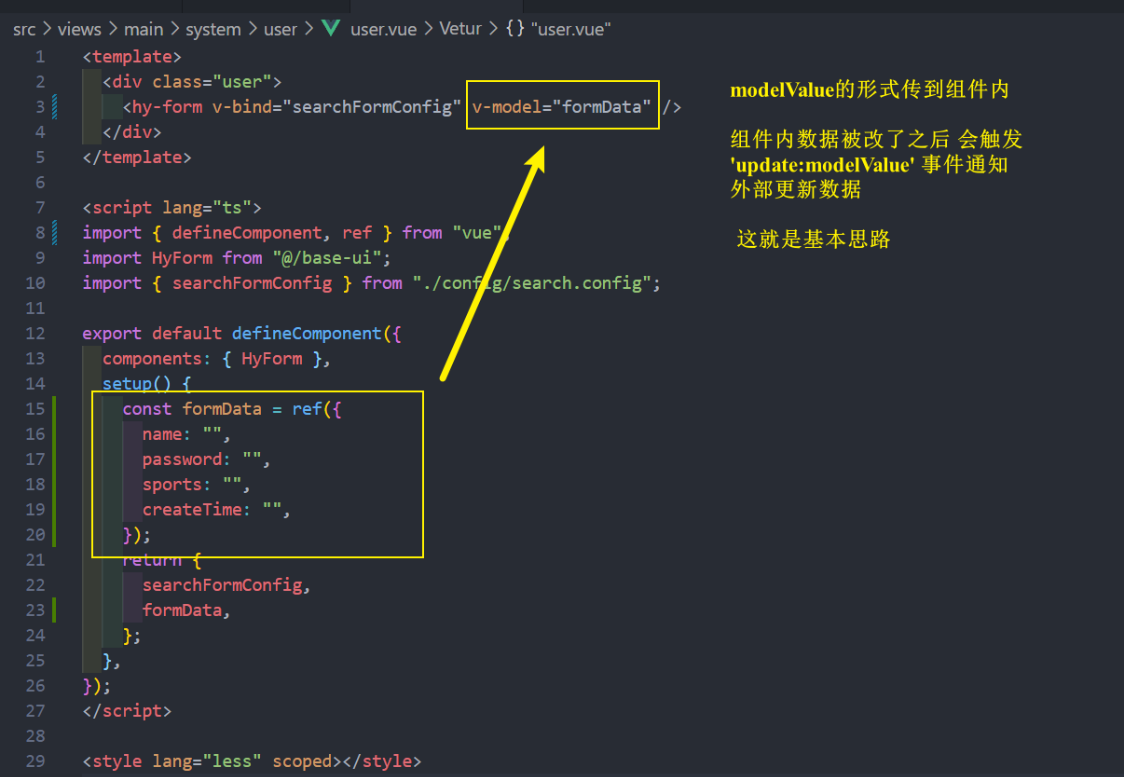 src > views > main > system > user > user.vue > Vetur > {} "user.vue"
1 <template>
2 <div class="user">
3 <hy-form v-bind="searchFormConfig" v-model="formData" />
4 </div>
5 </template>
6
7 <script lang="ts">
8 import { defineComponent, ref } from "vue";
9 import HyForm from "@/base-ui";
10 import { searchFormConfig } from "./config/search.config";
11
12 export default defineComponent({
13 components: { HyForm },
14 setup() {
15 const formData = ref({
16 name: "",
17 password: "",
18 sports: "",
19 createTime: "",
20 });
21 return {
22 searchFormConfig,
23 formData,
24 };
25 },
26 });
27 </script>
28
29 <style lang="less" scoped></style>
modelValue的形式传到组件内
组件内数据被改了之后 会触发
'update:modelValue' 事件通知
外部更新数据
这就是基本思路